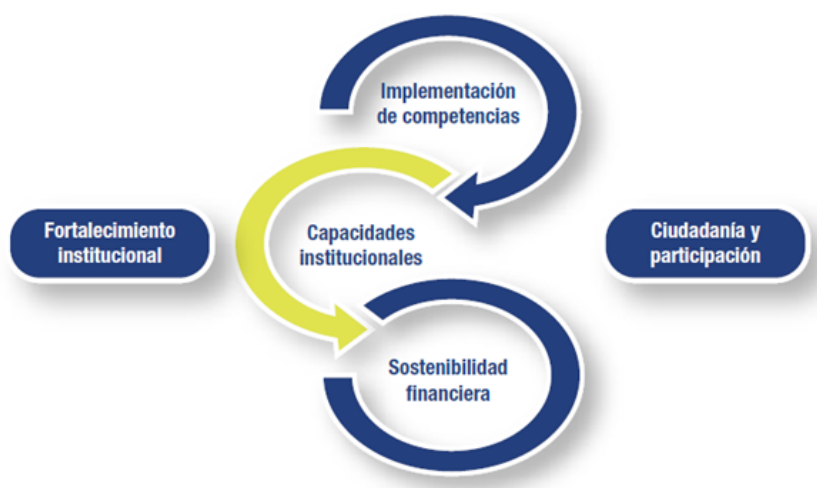 Implementación
de competencias
Fortalecimiento
institucional
Capacidades
institucionales
Ciudadanía y
participación
Sostenibilidad
financiera